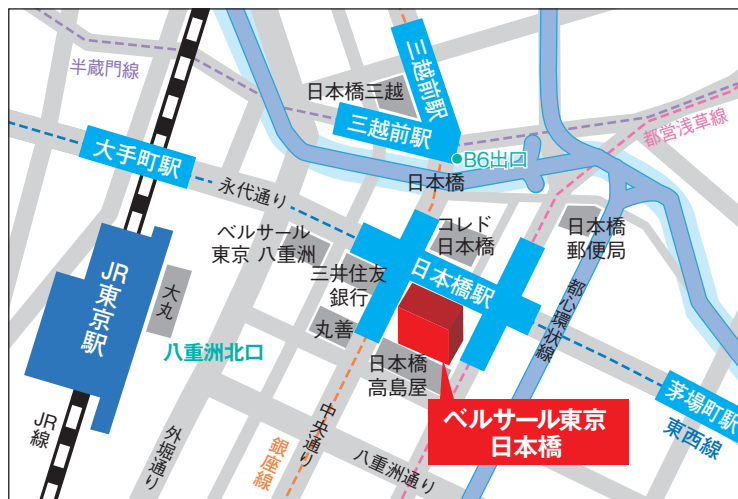 半蔵門線
日本橋三越
三越前駅
三越前駅
都営浅草線
B6出口
大手町駅
日本橋
永代通り
ベルサール
東京 八重洲
コレド
日本橋
日本橋
郵便局
三井住友
銀行
日本橋駅
JR東京駅
大丸
都心環状線
丸善
八重洲北口
日本橋
高島屋
茅場町駅
ベルサール東京
日本橋
東西線
JR線
外堀通り
銀座線
中央通り
八重洲通り